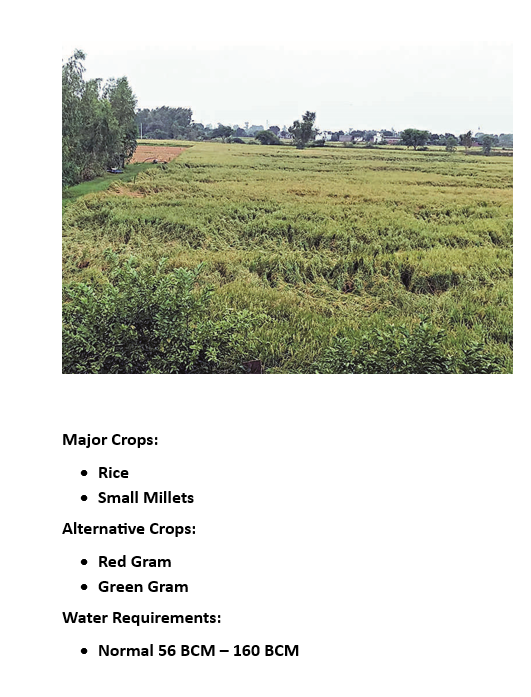 Major Crops:
• Rice
• Small Millets
Alternative Crops:
• Red Gram
• Green Gram
Water Requirements:
• Normal 56 BCM – 160 BCM